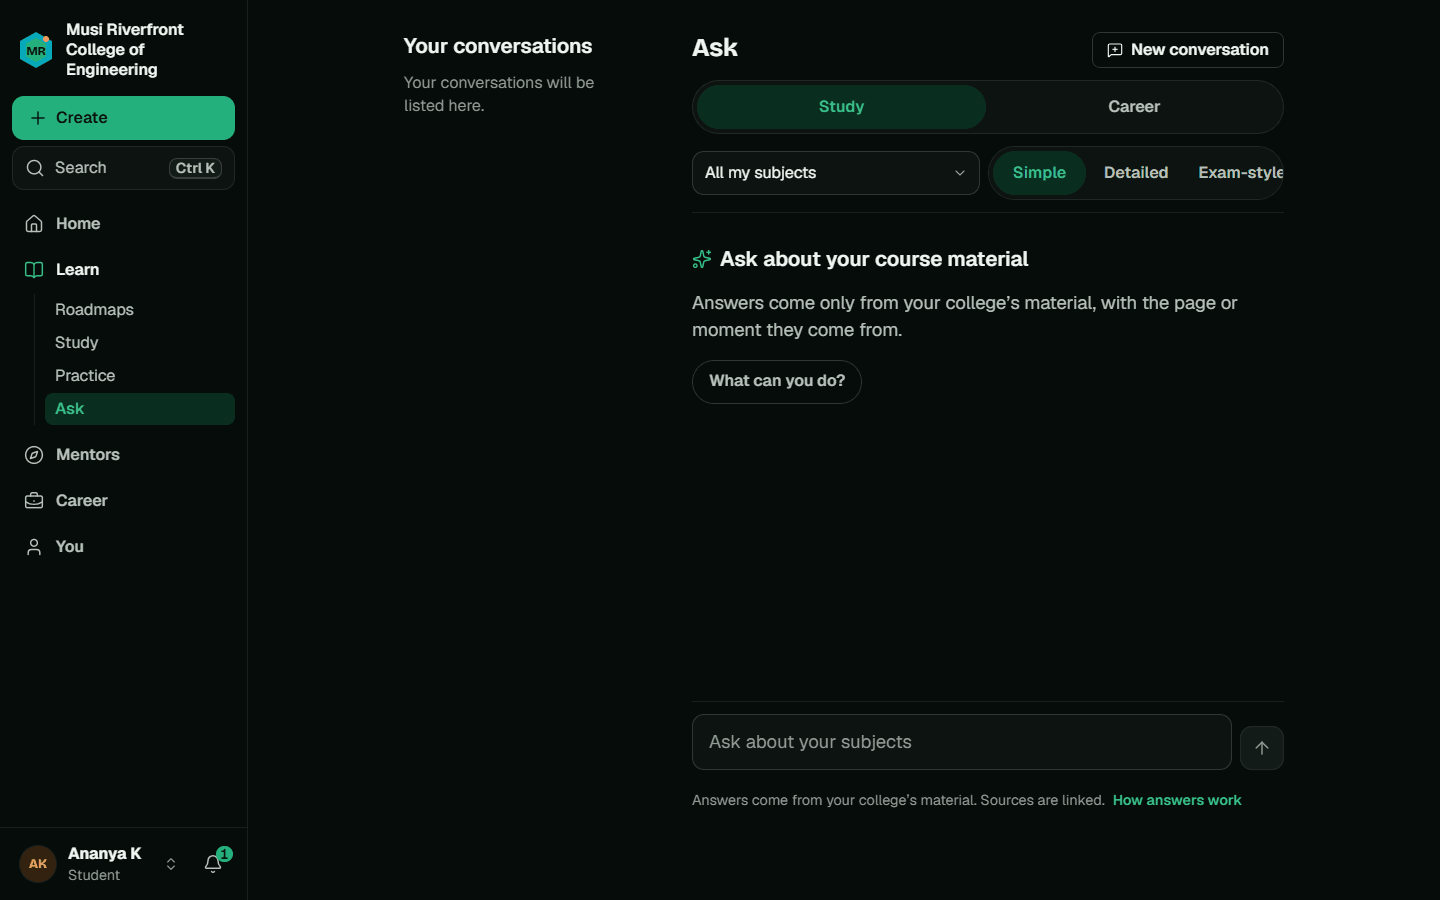 MR
Musi Riverfront
College of
Engineering
Create
Search
Ctrl K
Home
Learn
Roadmaps
Study
Practice
Ask
Mentors
Career
You
AK
Ananya K
Student
1
Your conversations
Your conversations will be
listed here.
Ask
New conversation
Study
Career
All my subjects
Simple
Detailed
Exam-style
Ask about your course material
Answers come only from your college’s material, with the page or
moment they come from.
What can you do?
Ask about your subjects
Answers come from your college’s material. Sources are linked. How answers work